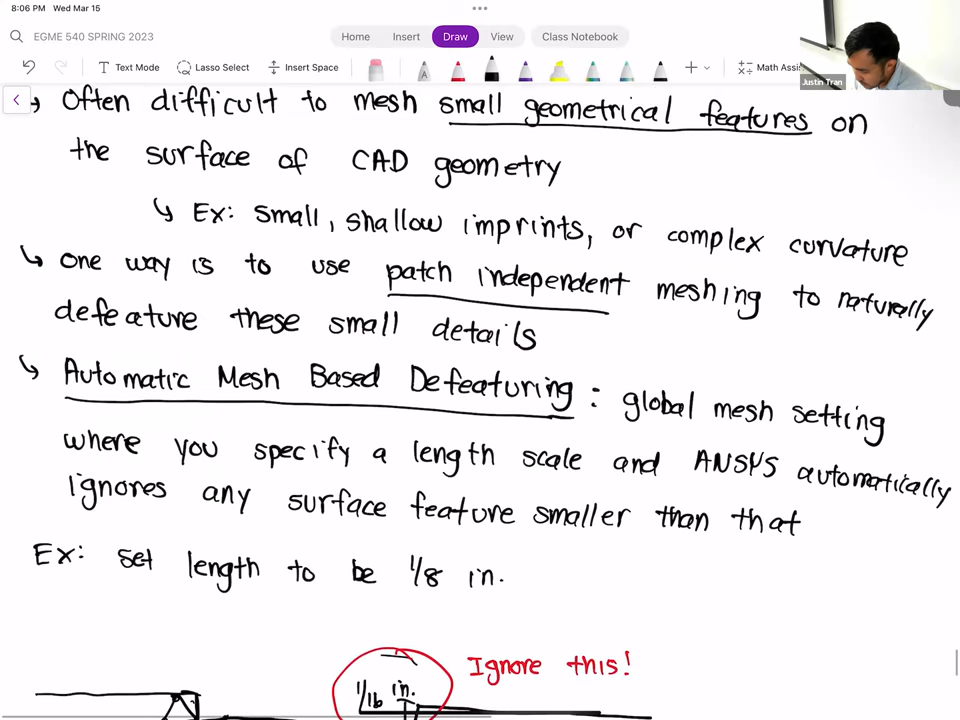 8:06 PM Wed Mar 15
EGME 540 SPRING 2023
Home Insert Draw View Class Notebook
Text Mode Lasso Select Insert Space Math Assis
Justin Tran
Often difficult to mesh small geometrical features on
the surface of CAD geometry
Ex: small, shallow imprints, or complex curvature
one way is to use patch independent meshing to naturally
defeature these small details
Automatic Mesh Based Defeaturing: global mesh setting
where you specify a length scale and ANSYS automatically
ignores any surface feature smaller than that
Ex: set length to be 1/8 in.
Ignore this!
1/16 in.